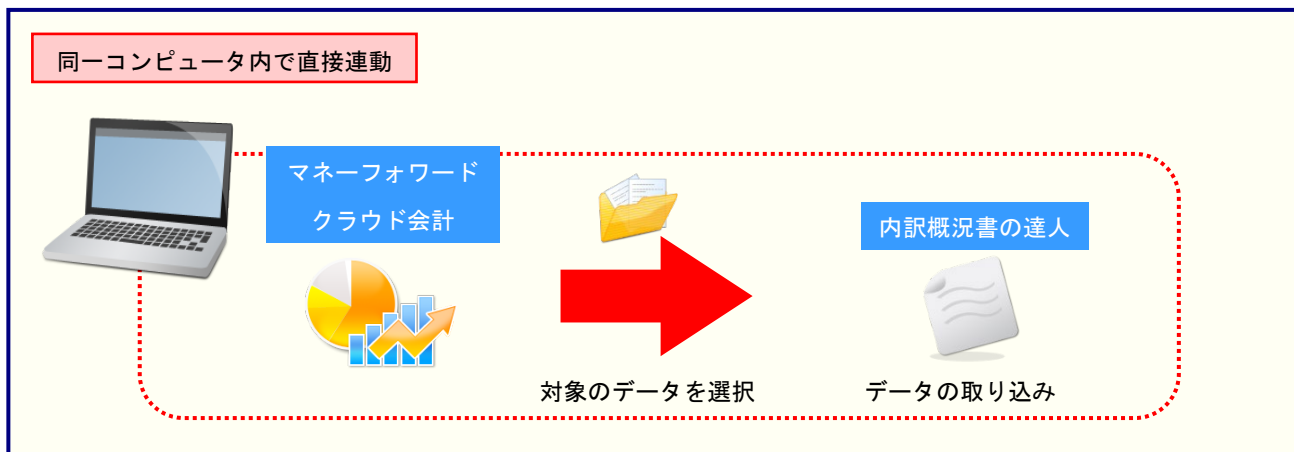 同一コンピュータ内で直接連動
マネーフォワード
クラウド会計
内訳概況書の達人
対象のデータを選択
データの取り込み